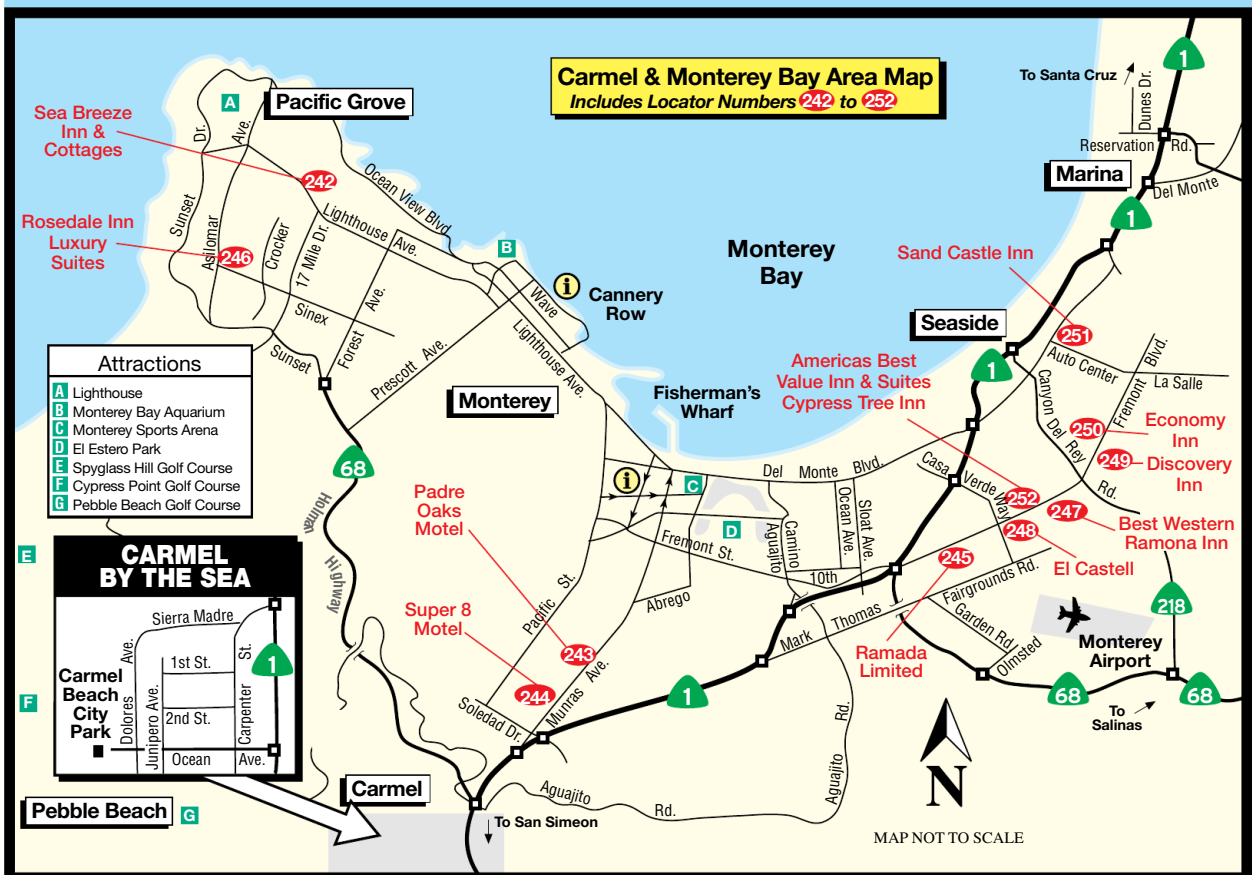 Carmel & Monterey Bay Area Map
Includes Locator Numbers 242 to 252
To Santa Cruz
1
Dunes Dr.
Reservation Rd.
Marina
Del Monte
1
A
Pacific Grove
Sea Breeze
Inn &
Cottages
242
Dr.
Ave.
Ocean View Blvd
Sunset
Asilomar
Lighthouse Ave.
Rosedale Inn
Luxury
Suites
246
Crocker
17 Mile Dr.
B
Monterey
Bay
Sand Castle Inn
i
Cannery
Row
Wave
Sinex
Forest Ave.
Sunset
Prescott Ave.
Lighthouse Ave.
Seaside
251
1
Auto Center
La Salle
Fremont Blvd.
Canyon Del Rey Rd.
Americas Best
Value Inn & Suites
Cypress Tree Inn
Attractions
A Lighthouse
B Monterey Bay Aquarium
C Monterey Sports Arena
D El Estero Park
E Spyglass Hill Golf Course
F Cypress Point Golf Course
G Pebble Beach Golf Course
Monterey
Fisherman's
Wharf
250
Economy
Inn
249
Discovery
Inn
68
Holman Highway
Padre
Oaks
Motel
i
C
D
Del Monte Blvd.
Casa Verde Way
Ocean Ave.
Sloat Ave.
Camino Aguajito
Fremont St.
10th
252
247
248
Best Western
Ramona Inn
El Castell
245
Fairgrounds Rd.
E
CARMEL
BY THE SEA
Sierra Madre
Ave.
St.
1st St.
1
Carmel
Beach
City
Park
Dolores
Junipero Ave.
2nd St.
Carpenter
Ocean Ave.
F
Pacific St.
Abrego
Super 8
Motel
243
244
Munras Ave.
Soledad Dr.
1
Mark Thomas
Ramada
Limited
Garden Rd
Olmsted
Monterey
Airport
218
68
68
To
Salinas
Aguajito Rd.
Aguajito Rd.
N
MAP NOT TO SCALE
Pebble Beach
G
Carmel
To San Simeon